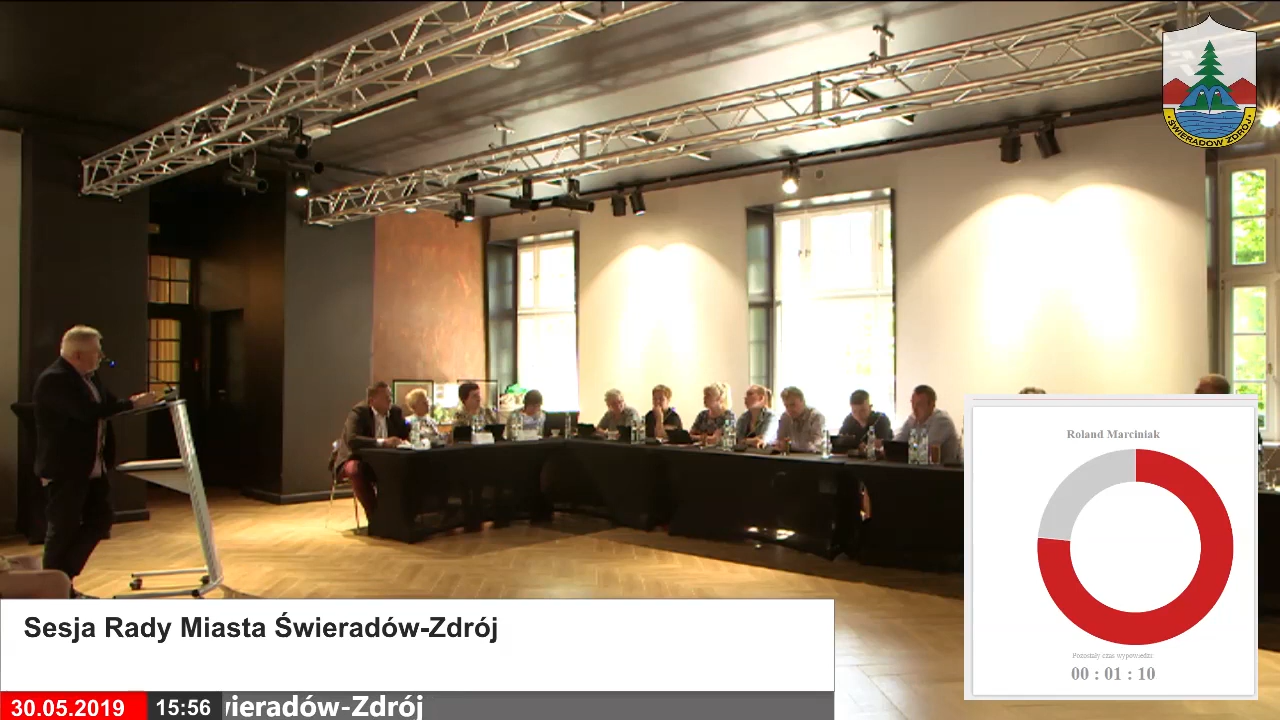 ŚWIERADÓW ZDRÓJ
Roland Marciniak
Pozostały czas wypowiedzi:
00 : 01 : 10
Sesja Rady Miasta Świeradów-Zdrój
30.05.2019 15:56 wieradów-Zdrój